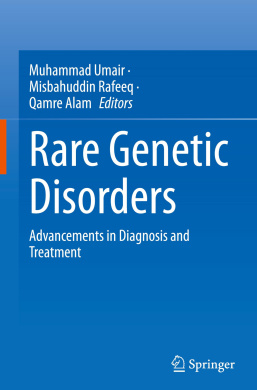 Muhammad Umair ·
Misbahuddin Rafeeq ·
Qamre Alam Editors
Rare Genetic
Disorders
Advancements in Diagnosis and
Treatment
Springer